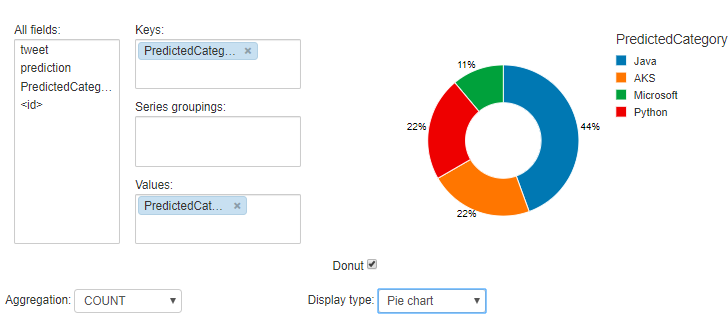 All fields:
tweet
prediction
PredictedCateg...
<id>
Keys:
PredictedCateg... ×
Series groupings:
Values:
PredictedCat... ×
11%
44%
22%
22%
PredictedCategory
Java
AKS
Microsoft
Python
Donut
Aggregation: COUNT
Display type: Pie chart